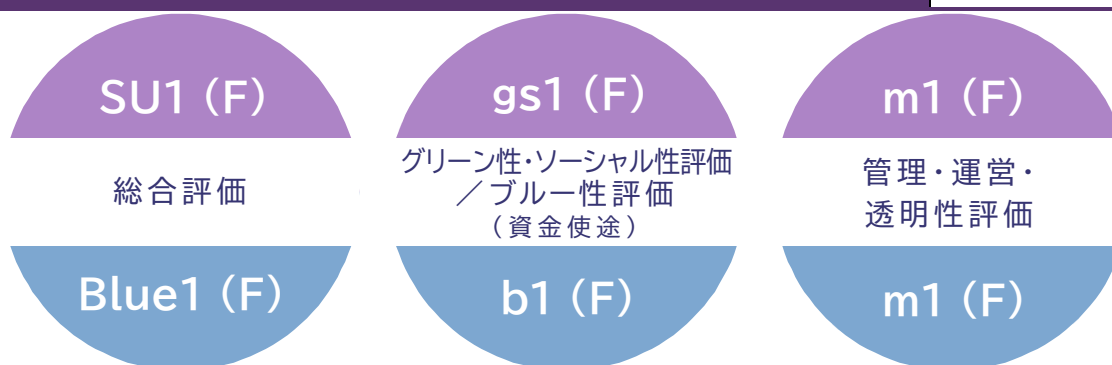 SU1 (F)
総合評価
Blue1 (F)
gs1 (F)
グリーン性・ソーシャル性評価
／ブルー性評価
(資金使途)
b1 (F)
m1 (F)
管理・運営・
透明性評価
m1 (F)